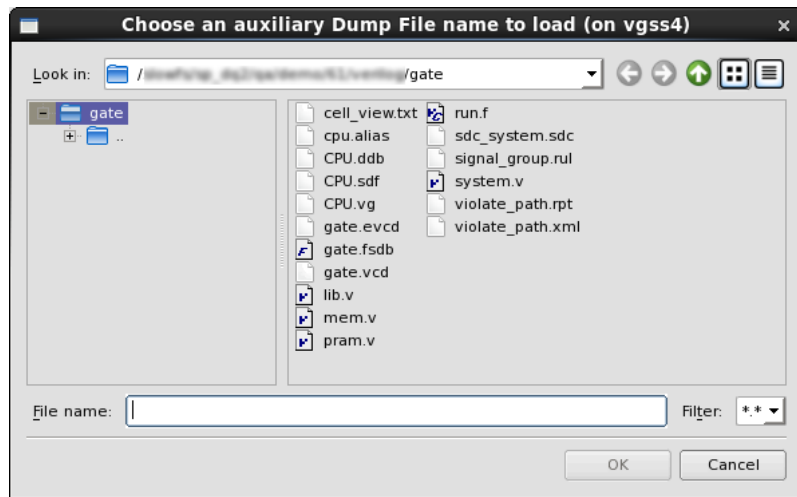 Choose an auxiliary Dump File name to load (on vgss4)
Look in: / /gate
gate
..
cell_view.txt
cpu.alias
CPU.ddb
CPU.sdf
CPU.vg
gate.evcd
gate.fsdb
gate.vcd
lib.v
mem.v
pram.v
run.f
sdc_system.sdc
signal_group.rul
system.v
violate_path.rpt
violate_path.xml
File name: Filter: *.*
OK Cancel